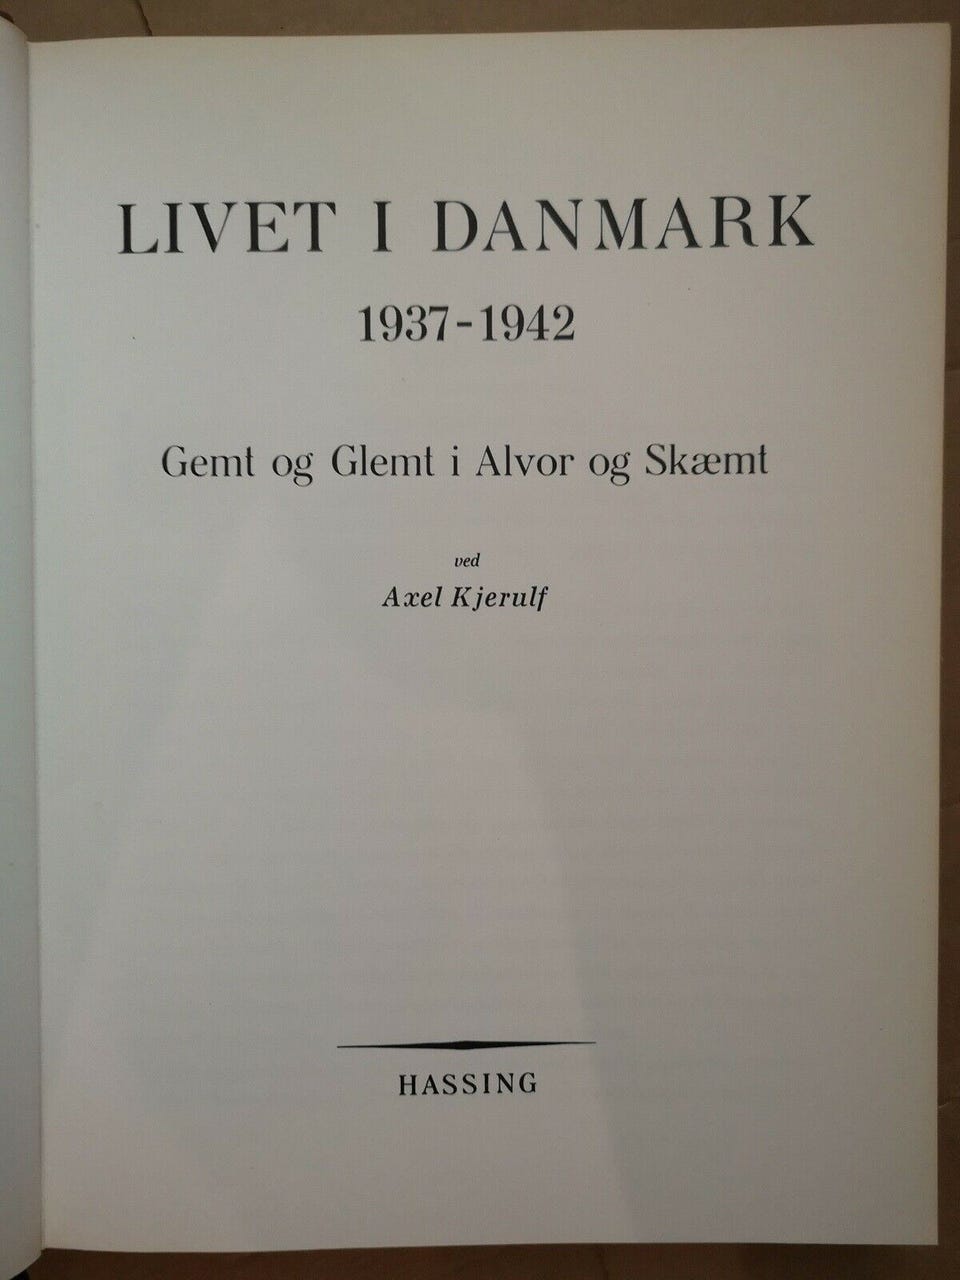 LIVET I DANMARK
1937-1942
Gemt og Glemt i Alvor og Skæmt
ved
Axel Kjerulf
HASSING